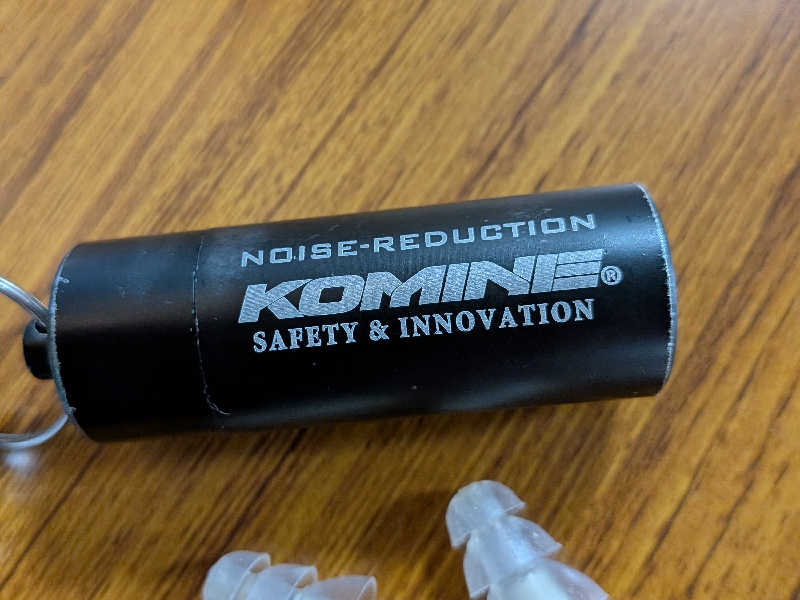 NOISE-REDUCTION
KOMINE®
SAFETY & INNOVATION